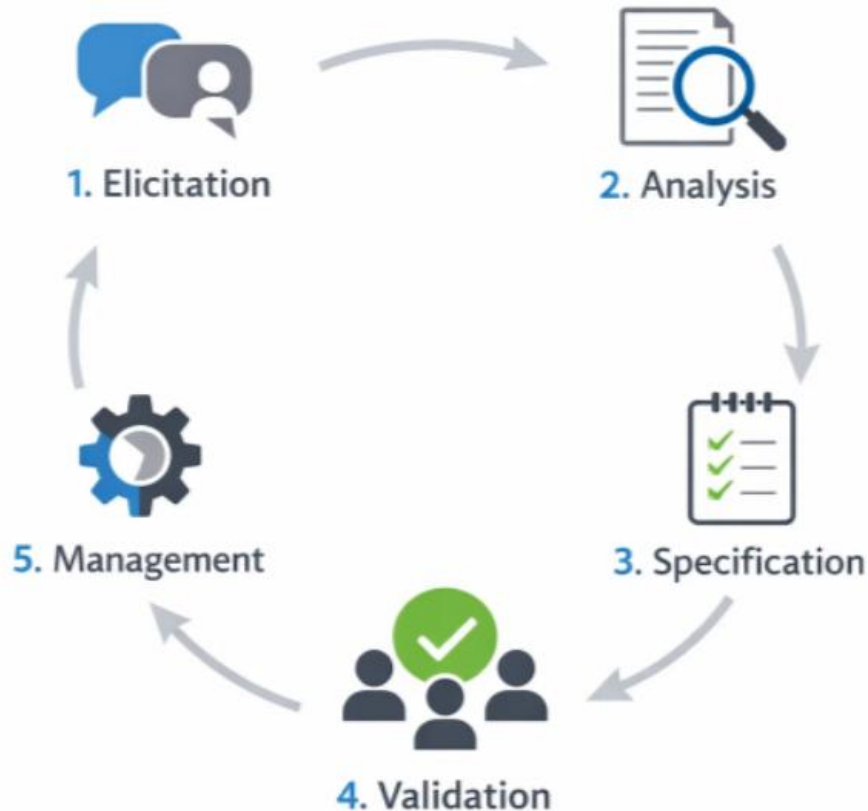 1. Elicitation
2. Analysis
3. Specification
4. Validation
5. Management